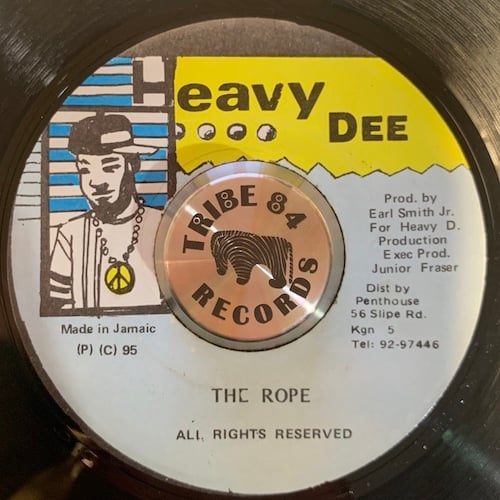 Heavy
DEE
TRIBE 84
RECORDS
Prod. by
Earl Smith Jr.
For Heavy D.
Production
Exec Prod.
Junior Fraser
Dist by
Penthouse
56 Slipe Rd.
Kgn 5
Tel: 92-97446
Made in Jamaic
(P) (C) 95
THE ROPE
ALL RIGHTS RESERVED